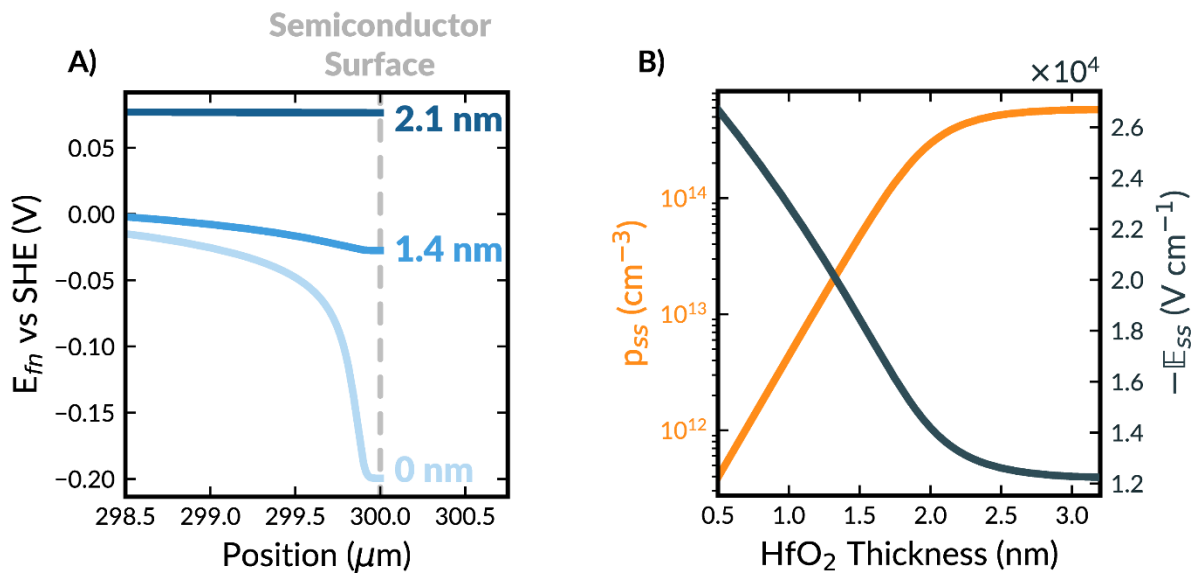 A)
Semiconductor
Surface
E_fn vs SHE (V)
0.05
0.00
−0.05
−0.10
−0.15
−0.20
2.1 nm
1.4 nm
0 nm
298.5 299.0 299.5 300.0 300.5
Position (μm)
B)
×10⁴
p_ss (cm⁻³)
10¹⁴
10¹³
10¹²
2.6
2.4
2.2
2.0
1.8
1.6
1.4
1.2
−𝔼_ss (V cm⁻¹)
0.5 1.0 1.5 2.0 2.5 3.0
HfO₂ Thickness (nm)